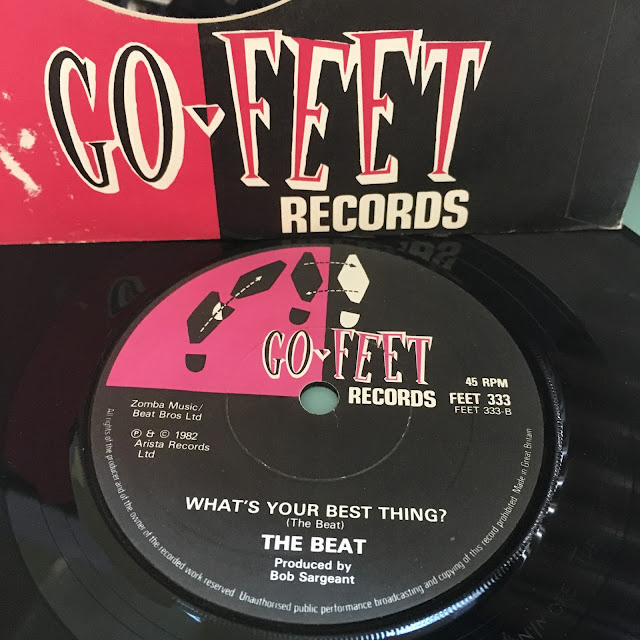 GO FEET
RECORDS
GO FEET
RECORDS
45 RPM
FEET 333
FEET 333-B
Zomba Music/
Beat Bros Ltd
℗ & © 1982
Arista Records
Ltd
WHAT'S YOUR BEST THING?
(The Beat)
THE BEAT
Produced by
Bob Sargeant
All rights of the producer and of the owner of the recorded work reserved. Unauthorised public performance broadcasting and copying of this record prohibited. Made in Great Britain